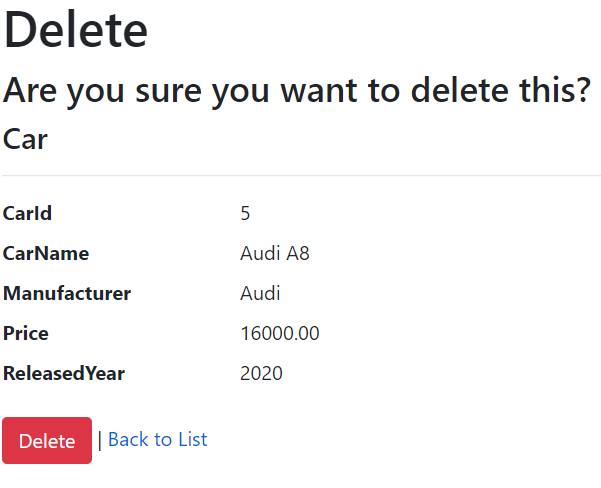 Delete
Are you sure you want to delete this?
Car
CarId 5
CarName Audi A8
Manufacturer Audi
Price 16000.00
ReleasedYear 2020
Delete | Back to List